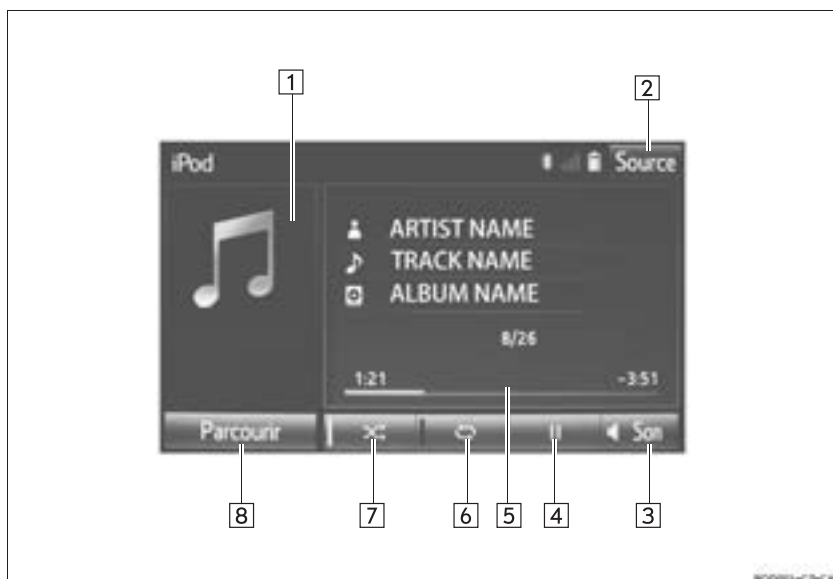 1
2
iPod
Source
ARTIST NAME
TRACK NAME
ALBUM NAME
8/26
1:21
-3:51
Parcourir
Son
8
7
6
5
4
3